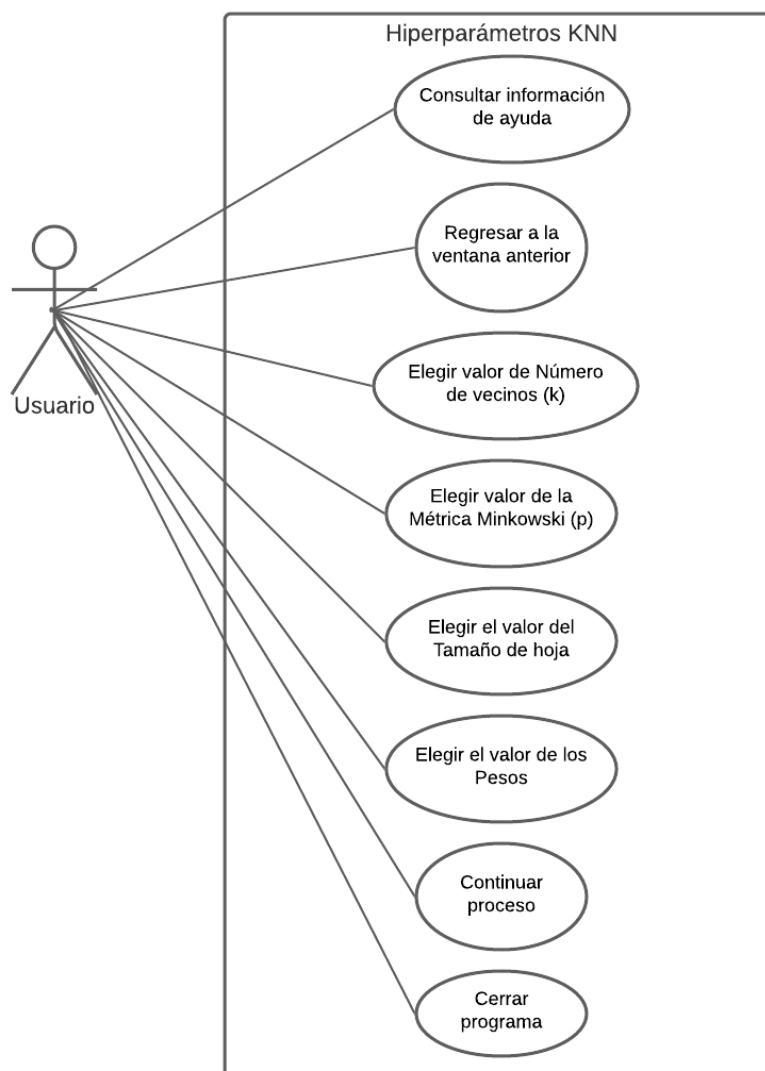 Hiperparámetros KNN
Consultar información
de ayuda
Regresar a la
ventana anterior
Usuario
Elegir valor de Número
de vecinos (k)
Elegir valor de la
Métrica Minkowski (p)
Elegir el valor del
Tamaño de hoja
Elegir el valor de los
Pesos
Continuar
proceso
Cerrar
programa